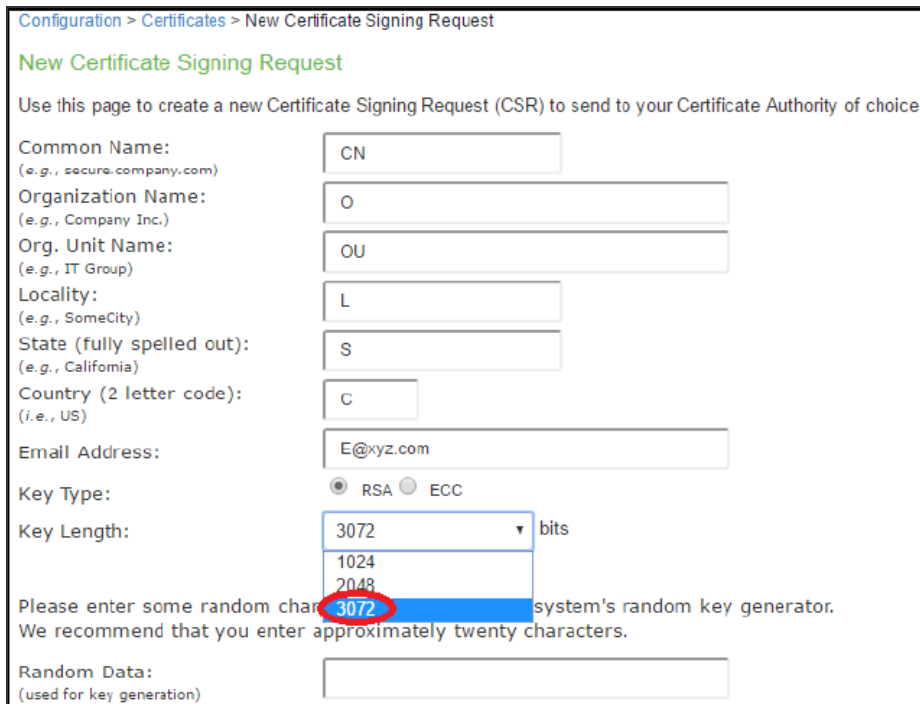 Configuration > Certificates > New Certificate Signing Request
New Certificate Signing Request
Use this page to create a new Certificate Signing Request (CSR) to send to your Certificate Authority of choice
Common Name:
CN
(e.g., secure.company.com)
Organization Name:
O
(e.g., Company Inc.)
Org. Unit Name:
OU
(e.g., IT Group)
Locality:
L
(e.g., SomeCity)
State (fully spelled out):
S
(e.g., California)
Country (2 letter code):
C
(i.e., US)
Email Address:
E@xyz.com
Key Type:
RSA ECC
Key Length:
3072 bits
1024
2048
3072
Please enter some random char system's random key generator.
We recommend that you enter approximately twenty characters.
Random Data:
(used for key generation)